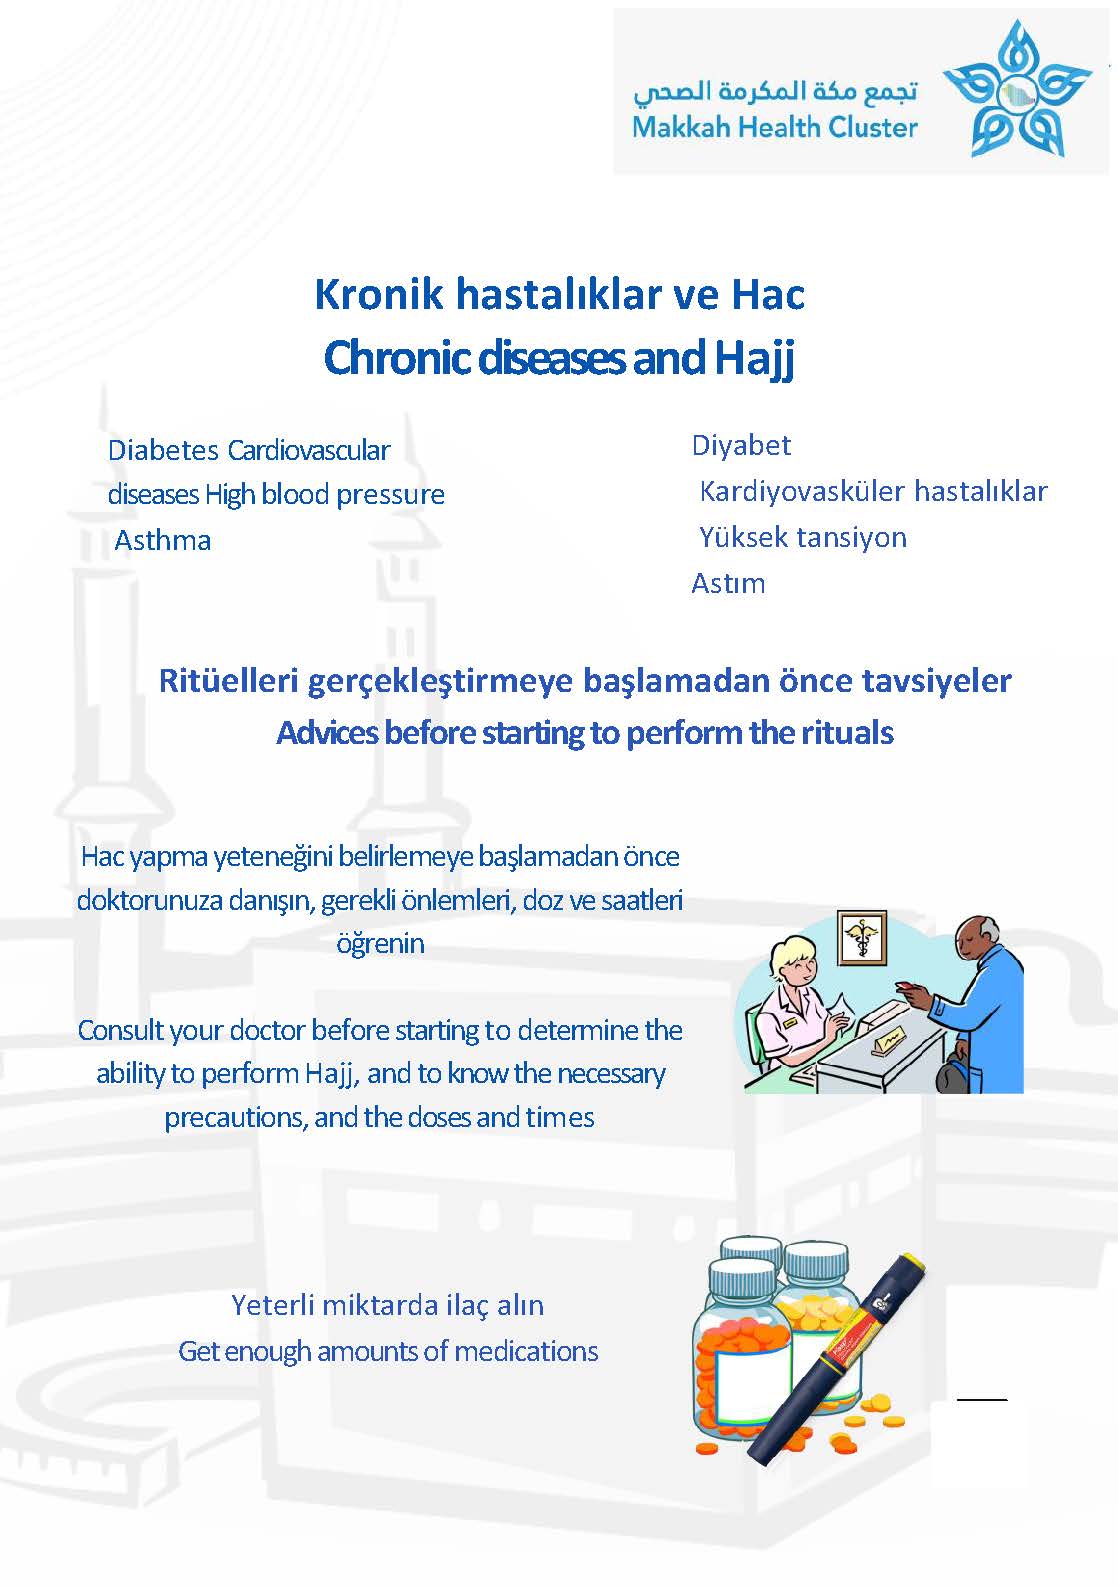 تجمع مكة المكرمة الصحي
Makkah Health Cluster
Kronik hastalıklar ve Hac
Chronic diseases and Hajj
Diabetes Cardiovascular
diseases High blood pressure
Asthma
Diyabet
Kardiyovasküler hastalıklar
Yüksek tansiyon
Astım
Ritüelleri gerçekleştirmeye başlamadan önce tavsiyeler
Advices before starting to perform the rituals
Hac yapma yeteneğini belirlemeye başlamadan önce
doktorunuza danışın, gerekli önlemleri, doz ve saatleri
öğrenin
Consult your doctor before starting to determine the
ability to perform Hajj, and to know the necessary
precautions, and the doses and times
Yeterli miktarda ilaç alın
Get enough amounts of medications